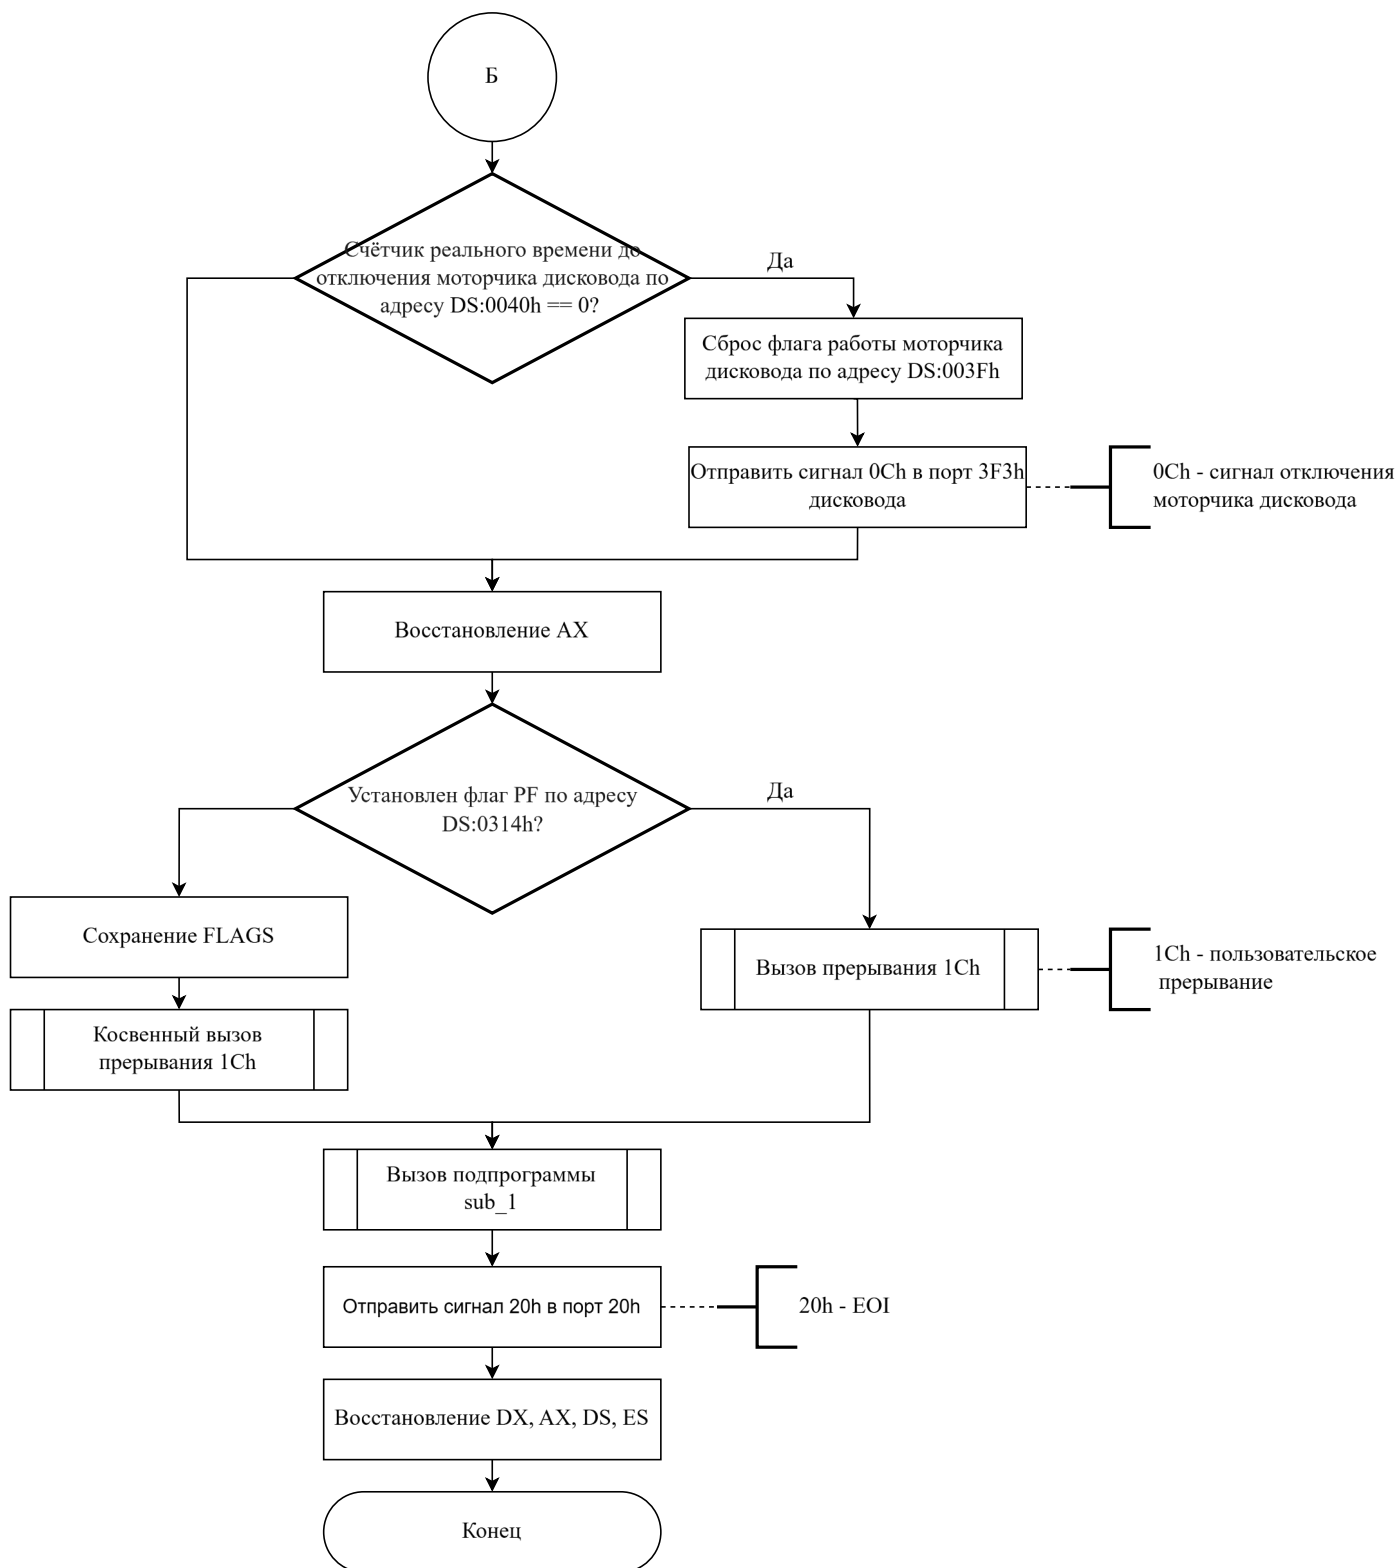 Б
Счётчик реального времени до
отключения моторчика дисковода по
адресу DS:0040h == 0?
Да
Сброс флага работы моторчика
дисковода по адресу DS:003Fh
Отправить сигнал 0Ch в порт 3F3h
дисковода
0Ch - сигнал отключения
моторчика дисковода
Восстановление AX
Установлен флаг PF по адресу
DS:0314h?
Да
Сохранение FLAGS
Вызов прерывания 1Ch
1Ch - пользовательское
прерывание
Косвенный вызов
прерывания 1Ch
Вызов подпрограммы
sub_1
Отправить сигнал 20h в порт 20h
20h - EOI
Восстановление DX, AX, DS, ES
Конец